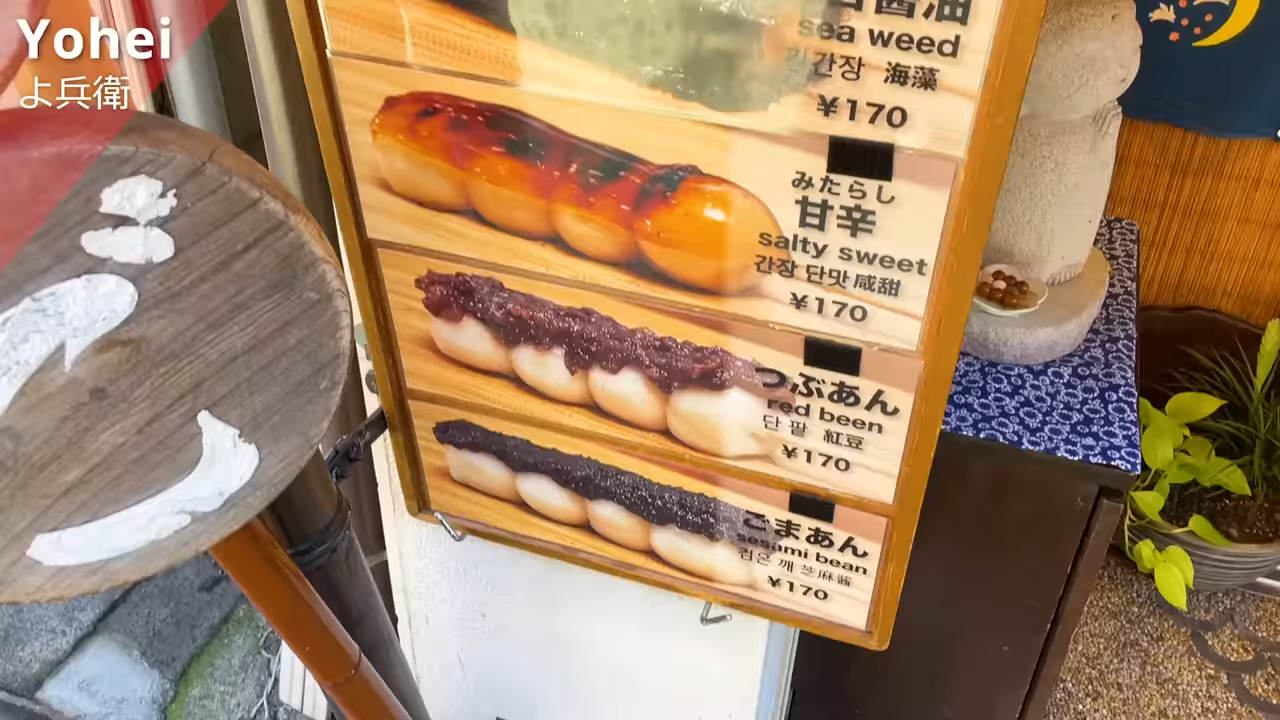 Yohei
よ兵衛
sea weed
간장 海藻
¥170
みたらし
甘辛
salty sweet
간장 단맛 咸甜
¥170
つぶあん
red been
단 팥 紅豆
¥170
ごまあん
sesami bean
검은 깨 芝麻醬
¥170